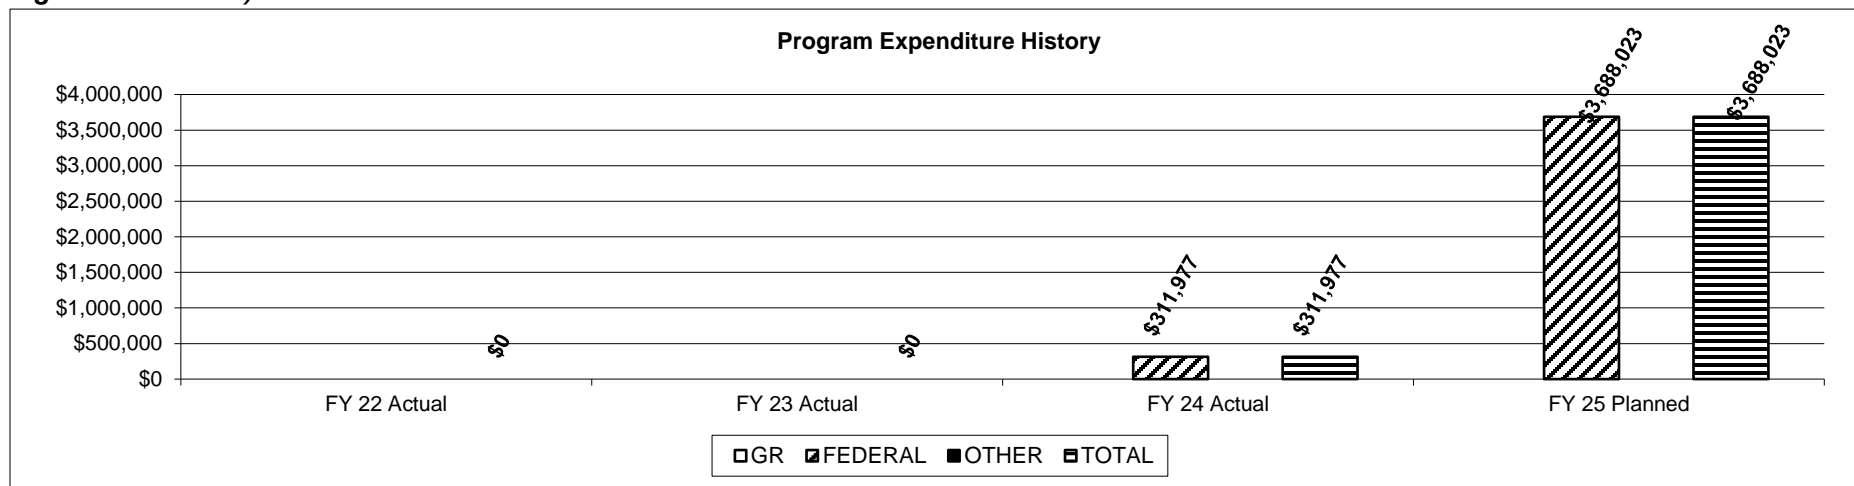 Program Expenditure History
$4,000,000
$3,500,000
$3,000,000
$2,500,000
$2,000,000
$1,500,000
$1,000,000
$500,000
$0
$0
$0
$311,977
$311,977
$3,688,023
$3,688,023
FY 22 Actual
FY 23 Actual
FY 24 Actual
FY 25 Planned
GR FEDERAL OTHER TOTAL